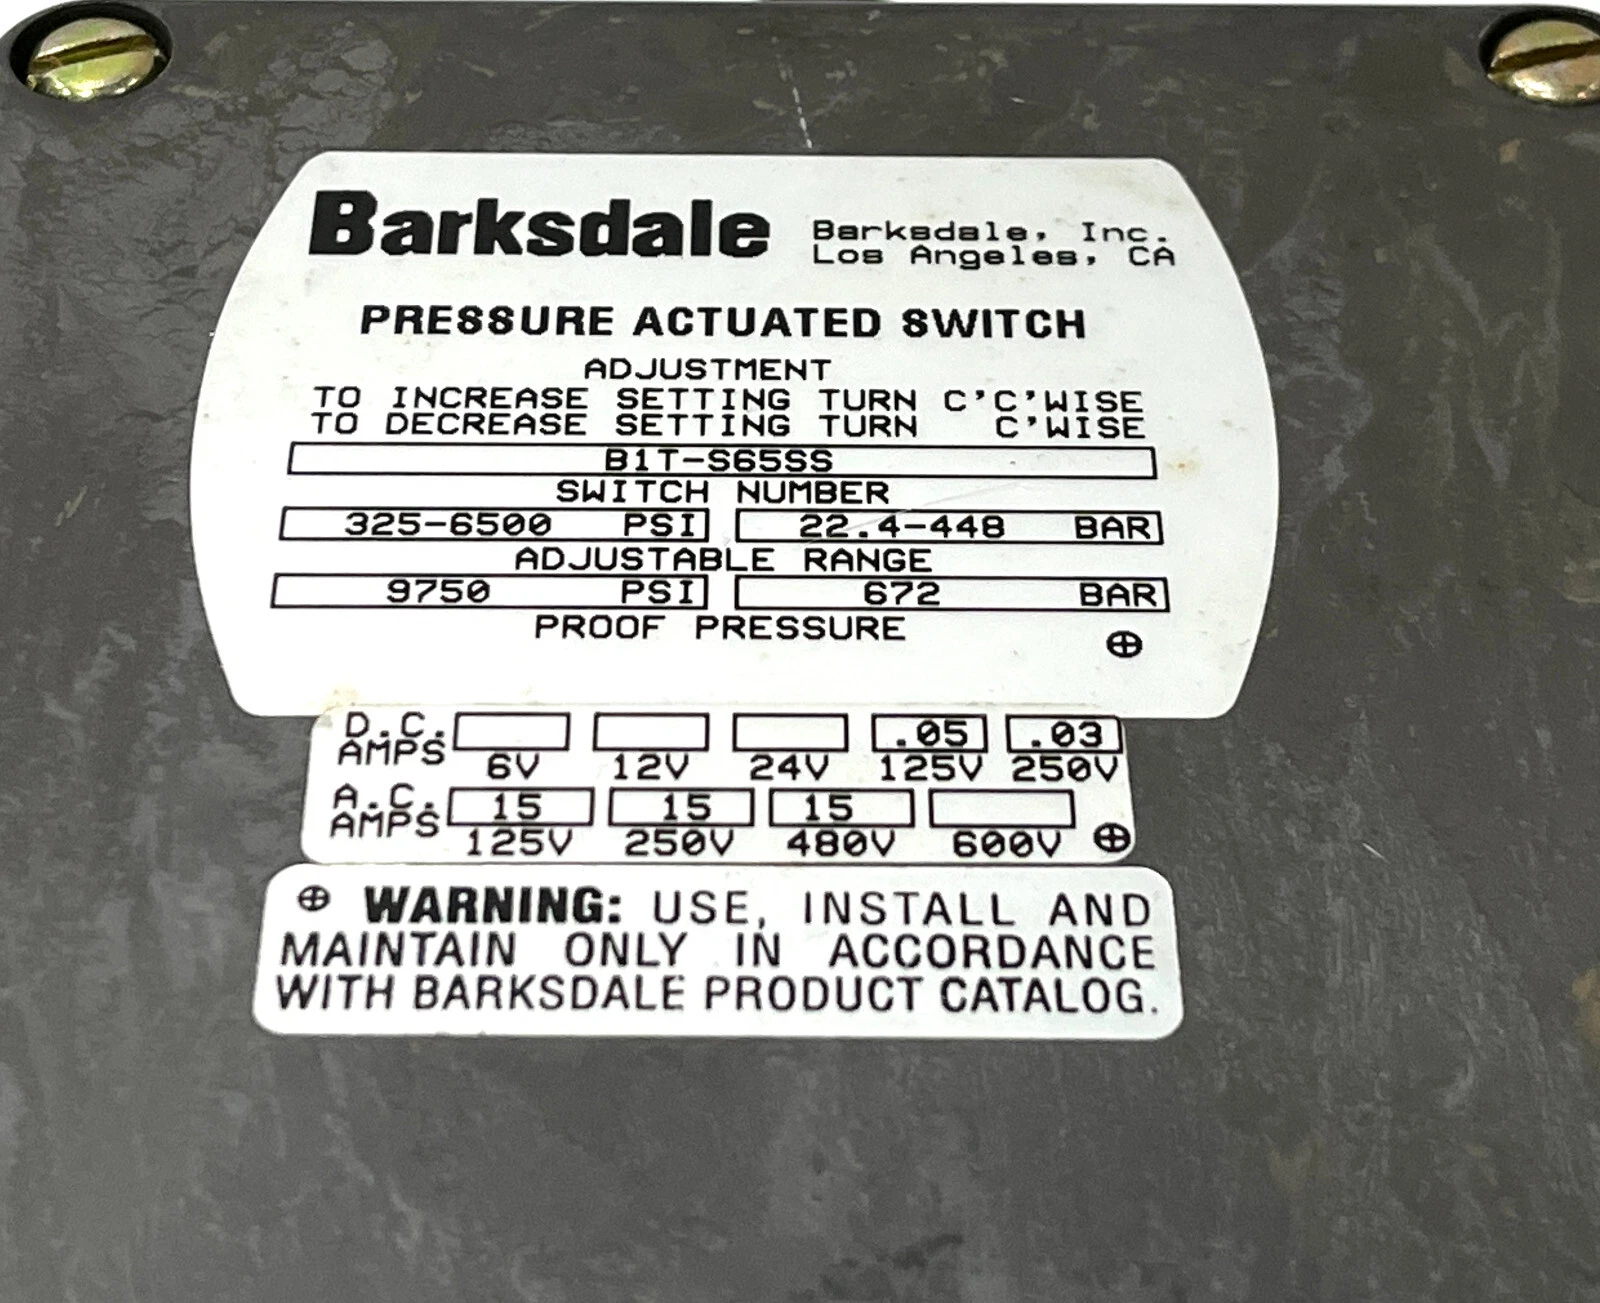 Barksdale Barksdale, Inc.
Los Angeles, CA
PRESSURE ACTUATED SWITCH
ADJUSTMENT
TO INCREASE SETTING TURN C'C'WISE
TO DECREASE SETTING TURN C'WISE
B1T-S65SS
SWITCH NUMBER
325-6500 PSI 22.4-448 BAR
ADJUSTABLE RANGE
9750 PSI 672 BAR
PROOF PRESSURE
D.C. .05 .03
AMPS 6V 12V 24V 125V 250V
A.C. 15 15 15
AMPS 125V 250V 480V 600V
WARNING: USE, INSTALL AND
MAINTAIN ONLY IN ACCORDANCE
WITH BARKSDALE PRODUCT CATALOG.